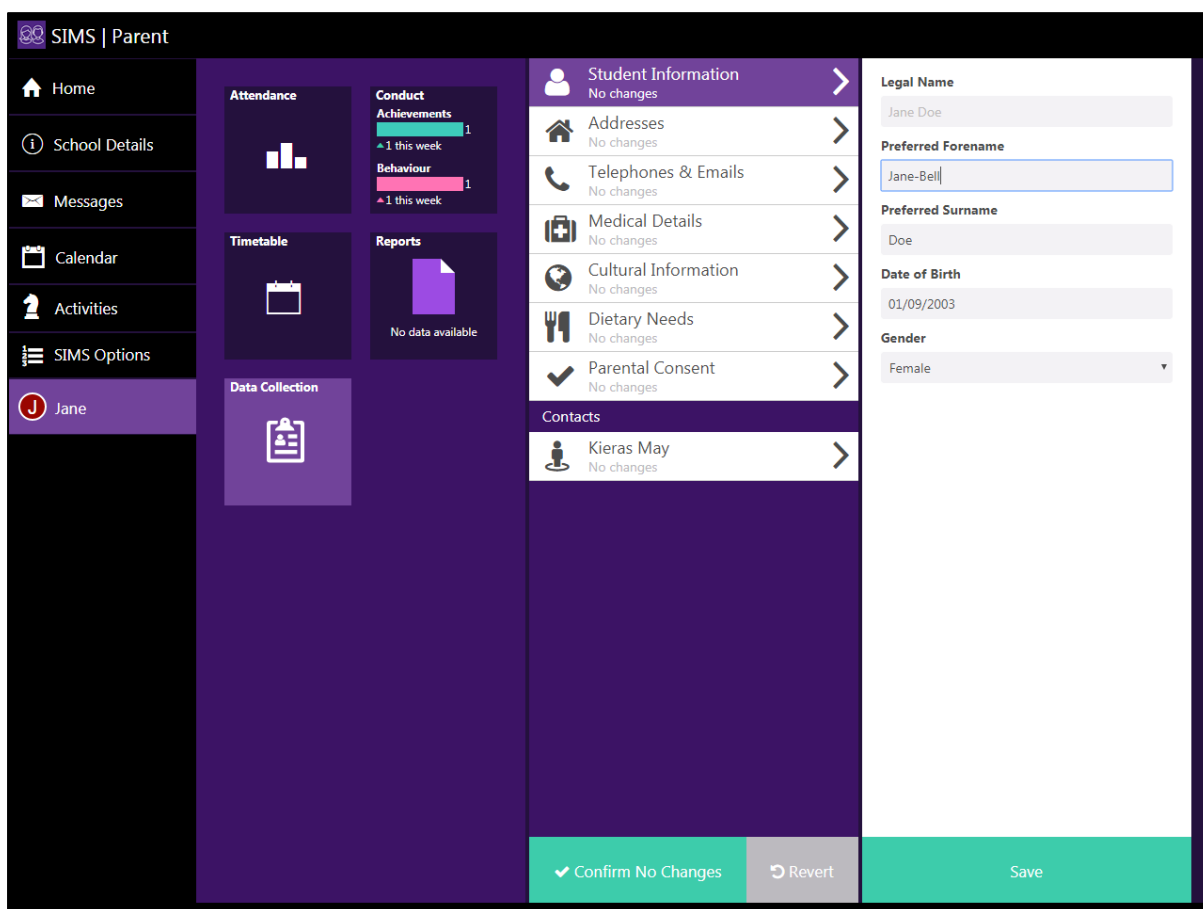 SIMS | Parent
Home
School Details
Messages
Calendar
Activities
SIMS Options
J Jane
Attendance
Conduct
Achievements
1
1 this week
Behaviour
1
1 this week
Timetable
Reports
No data available
Data Collection
Student Information
No changes
Addresses
No changes
Telephones & Emails
No changes
Medical Details
No changes
Cultural Information
No changes
Dietary Needs
No changes
Parental Consent
No changes
Contacts
Kieras May
No changes
Confirm No Changes
Revert
Legal Name
Jane Doe
Preferred Forename
Jane-Bell
Preferred Surname
Doe
Date of Birth
01/09/2003
Gender
Female
Save